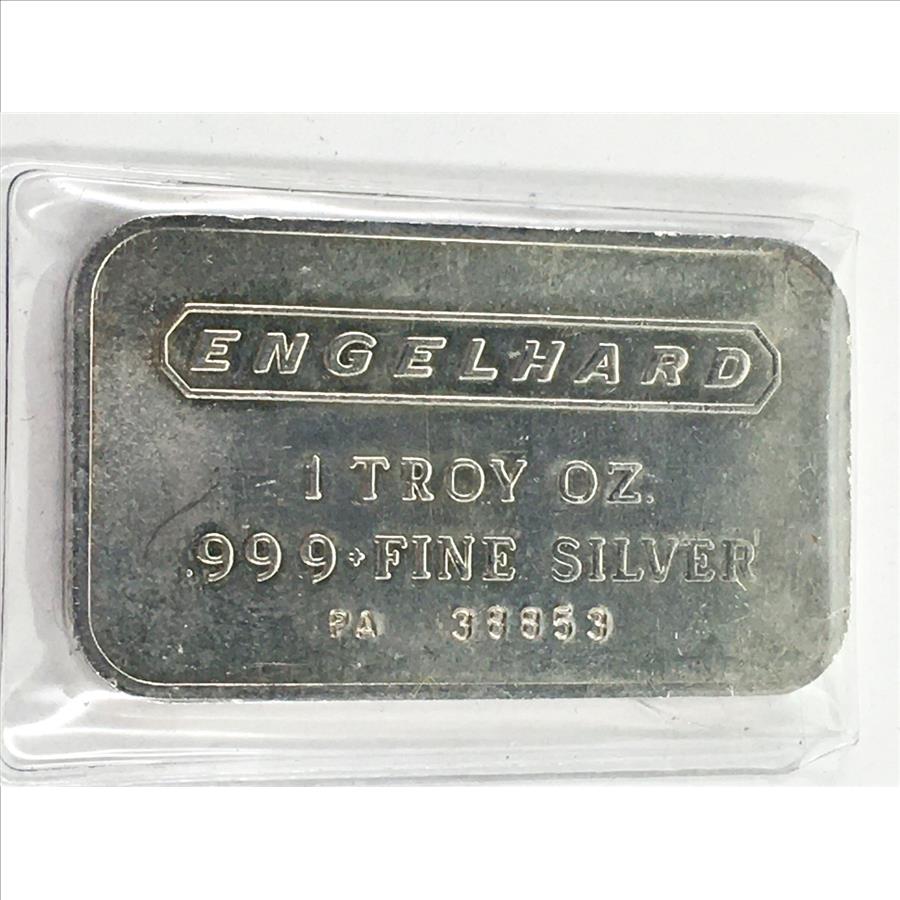 ENGELHARD
1 TROY OZ.
.999+ FINE SILVER
PA 38853